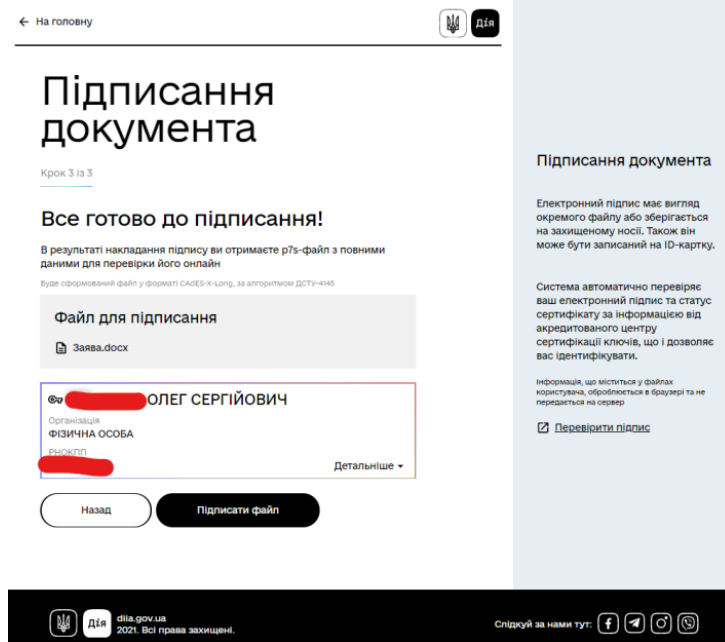 ← На головну
Дія
Підписання
документа
Крок 3 із 3
Все готово до підписання!
В результаті накладання підпису ви отримаєте p7s-файл з повними
даними для перевірки його онлайн
Буде сформований файл у форматі CAdES-X-Long, за алгоритмом ДСТУ-4145
Файл для підписання
Заява.docx
ОЛЕГ СЕРГІЙОВИЧ
Організація
ФІЗИЧНА ОСОБА
РНОКПП
Детальніше
Назад
Підписати файл
Підписання документа
Електронний підпис має вигляд
окремого файлу або зберігається
на захищеному носії. Також він
може бути записаний на ID-картку.
Система автоматично перевіряє
ваш електронний підпис та статус
сертифікату за інформацією від
акредитованого центру
сертифікації ключів, що і дозволяє
вас ідентифікувати.
Інформація, що міститься у файлах
користувача, оброблюється в браузері та не
передається на сервер
Перевірити підпис
Дія
diia.gov.ua
2021. Всі права захищені.
Слідкуй за нами тут: